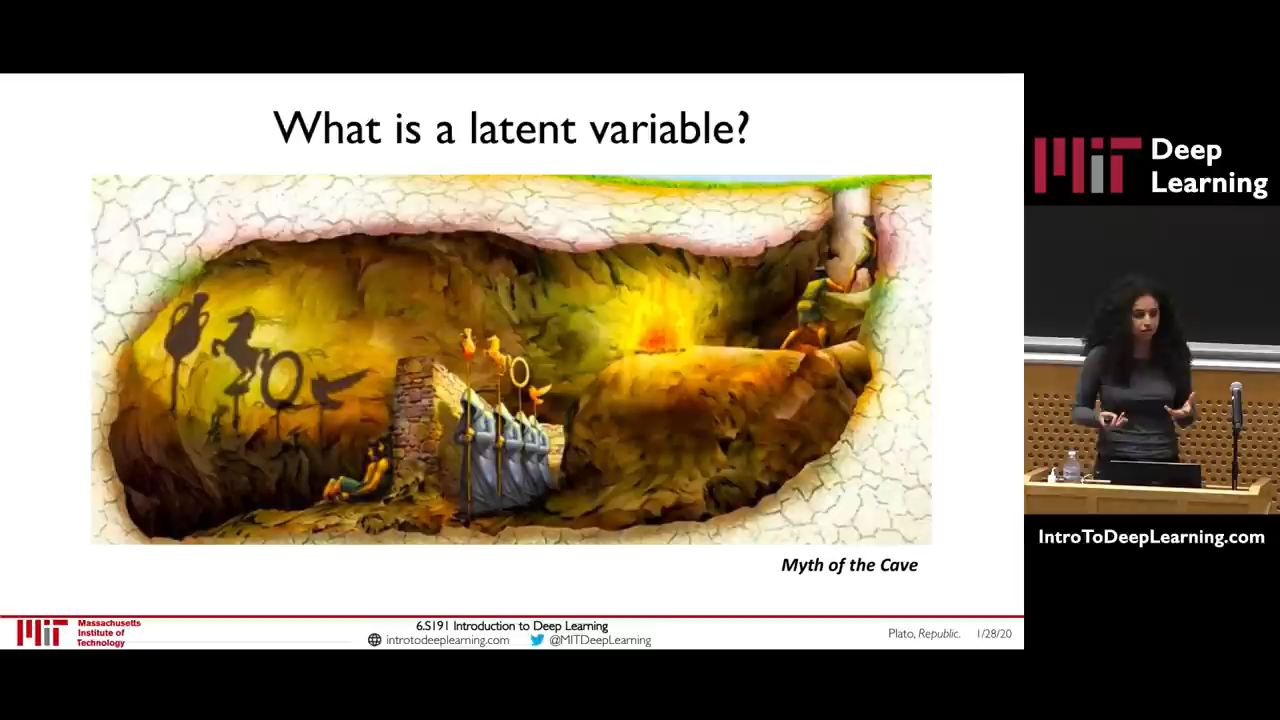 What is a latent variable?
Myth of the Cave
Massachusetts
Institute of
Technology
6.S191 Introduction to Deep Learning
introtodeeplearning.com @MITDeepLearning
Plato, Republic. 1/28/20
MIT Deep
Learning
IntroToDeepLearning.com